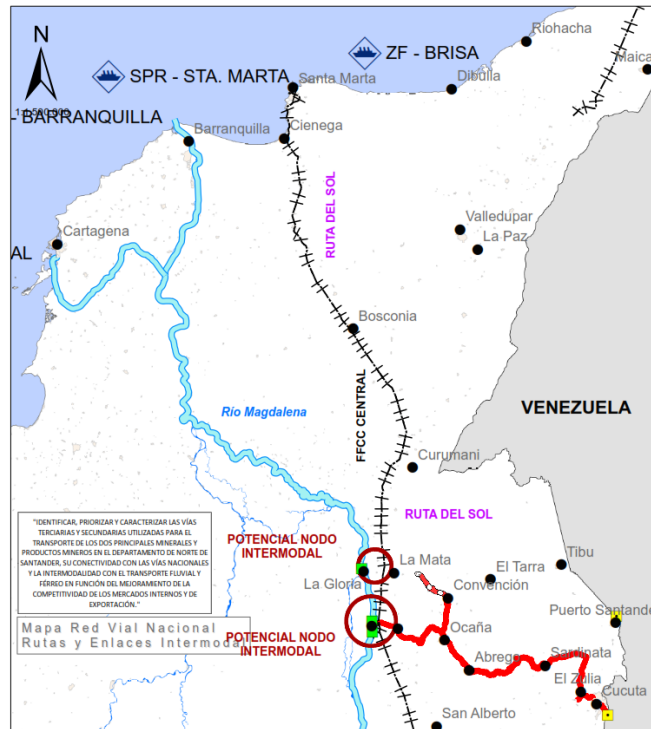 N
Riohacha
ZF - BRISA
Maica
SPR - STA. MARTA
Santa Marta
Dibulla
- BARRANQUILLA
Barranquilla
Cienega
RUTA DEL SOL
Valledupar
Cartagena
La Paz
AL
Bosconia
FFCC CENTRAL
VENEZUELA
Río Magdalena
Curumani
RUTA DEL SOL
"IDENTIFICAR, PRIORIZAR Y CARACTERIZAR LAS VÍAS
TERCIARIAS Y SECUNDARIAS UTILIZADAS PARA EL
TRANSPORTE DE LOS DOS PRINCIPALES MINERALES Y
PRODUCTOS MINEROS EN EL DEPARTAMENTO DE NORTE DE
SANTANDER, SU CONECTIVIDAD CON LAS VÍAS NACIONALES
Y LA INTERMODALIDAD CON EL TRANSPORTE FLUVIAL Y
FÉRREO EN FUNCIÓN DEL MEJORAMIENTO DE LA
COMPETITIVIDAD DE LOS MERCADOS INTERNOS Y DE
EXPORTACIÓN."
POTENCIAL NODO
INTERMODAL
La Mata
El Tarra
Tibu
La Gloria
Convención
Puerto Santande
Mapa Red Vial Nacional
Rutas y Enlaces Intermodal
POTENCIAL NODO
INTERMODAL
Ocaña
Abrego
Sardinata
El Zulia
Cucuta
San Alberto